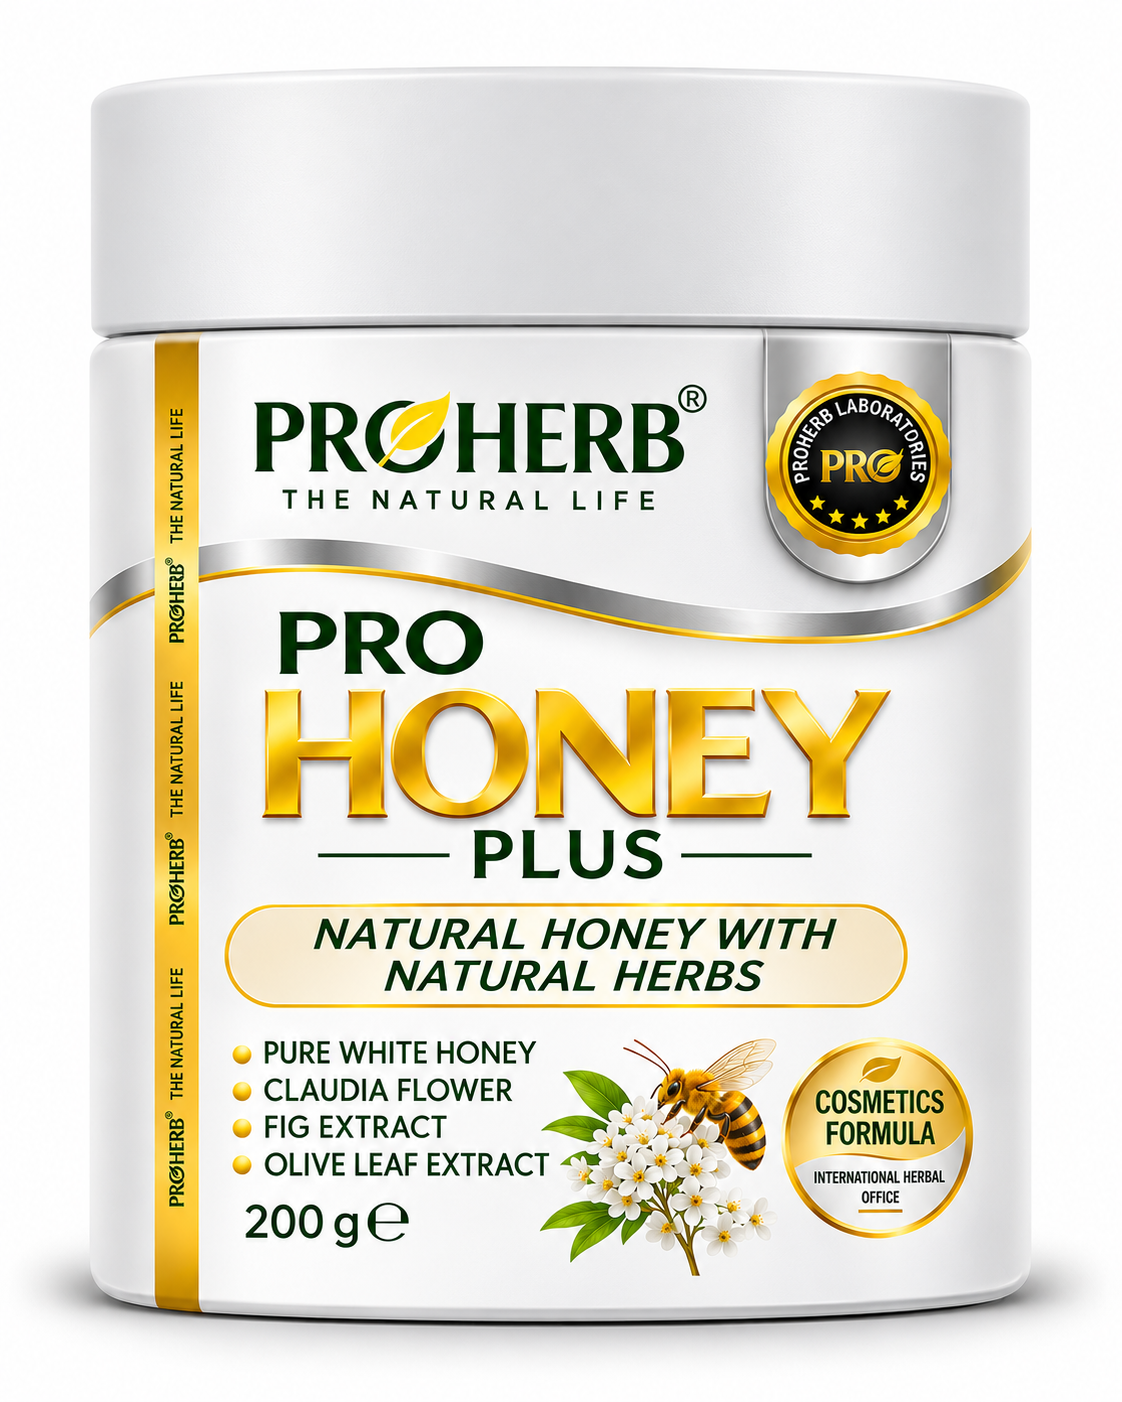 PROHERB®
THE NATURAL LIFE
PROHERB LABORATORIES
PRO
PRO
HONEY
PLUS
NATURAL HONEY WITH
NATURAL HERBS
PURE WHITE HONEY
CLAUDIA FLOWER
FIG EXTRACT
OLIVE LEAF EXTRACT
200 g ℮
COSMETICS
FORMULA
INTERNATIONAL HERBAL
OFFICE
PROHERB® THE NATURAL LIFE
PROHERB® THE NATURAL LIFE
PROHERB® THE NATURAL LIFE